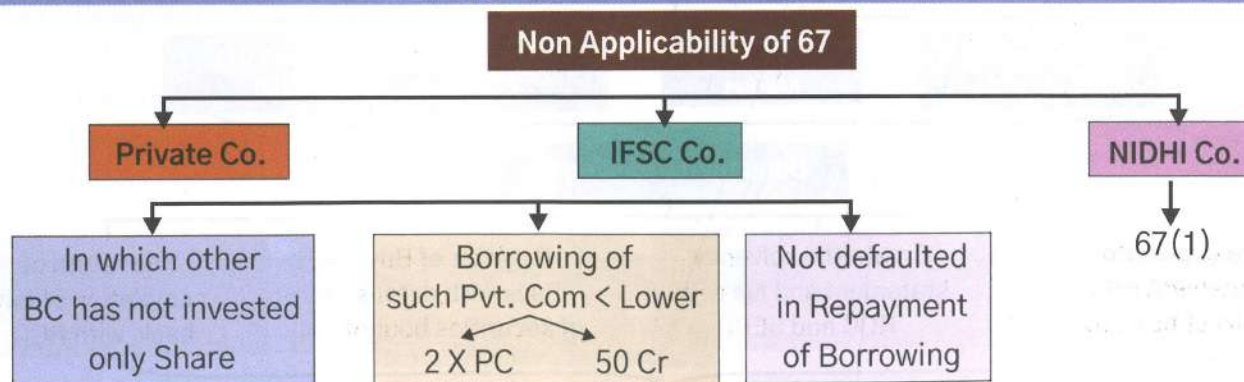 Non Applicability of 67
Private Co.
IFSC Co.
NIDHI Co.
67(1)
In which other
BC has not invested
only Share
Borrowing of
such Pvt. Com < Lower
2 X PC 50 Cr
Not defaulted
in Repayment
of Borrowing